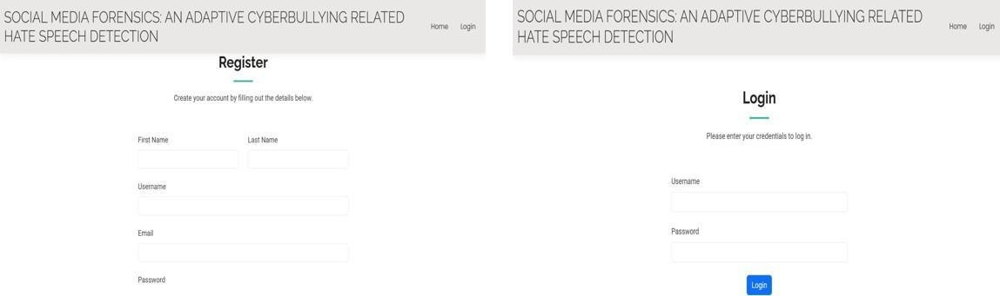 SOCIAL MEDIA FORENSICS: AN ADAPTIVE CYBERBULLYING RELATED
HATE SPEECH DETECTION
Home Login
Register
Create your account by filling out the details below.
First Name Last Name
Username
Email
Password
SOCIAL MEDIA FORENSICS: AN ADAPTIVE CYBERBULLYING RELATED
HATE SPEECH DETECTION
Home Login
Login
Please enter your credentials to log in.
Username
Password
Login